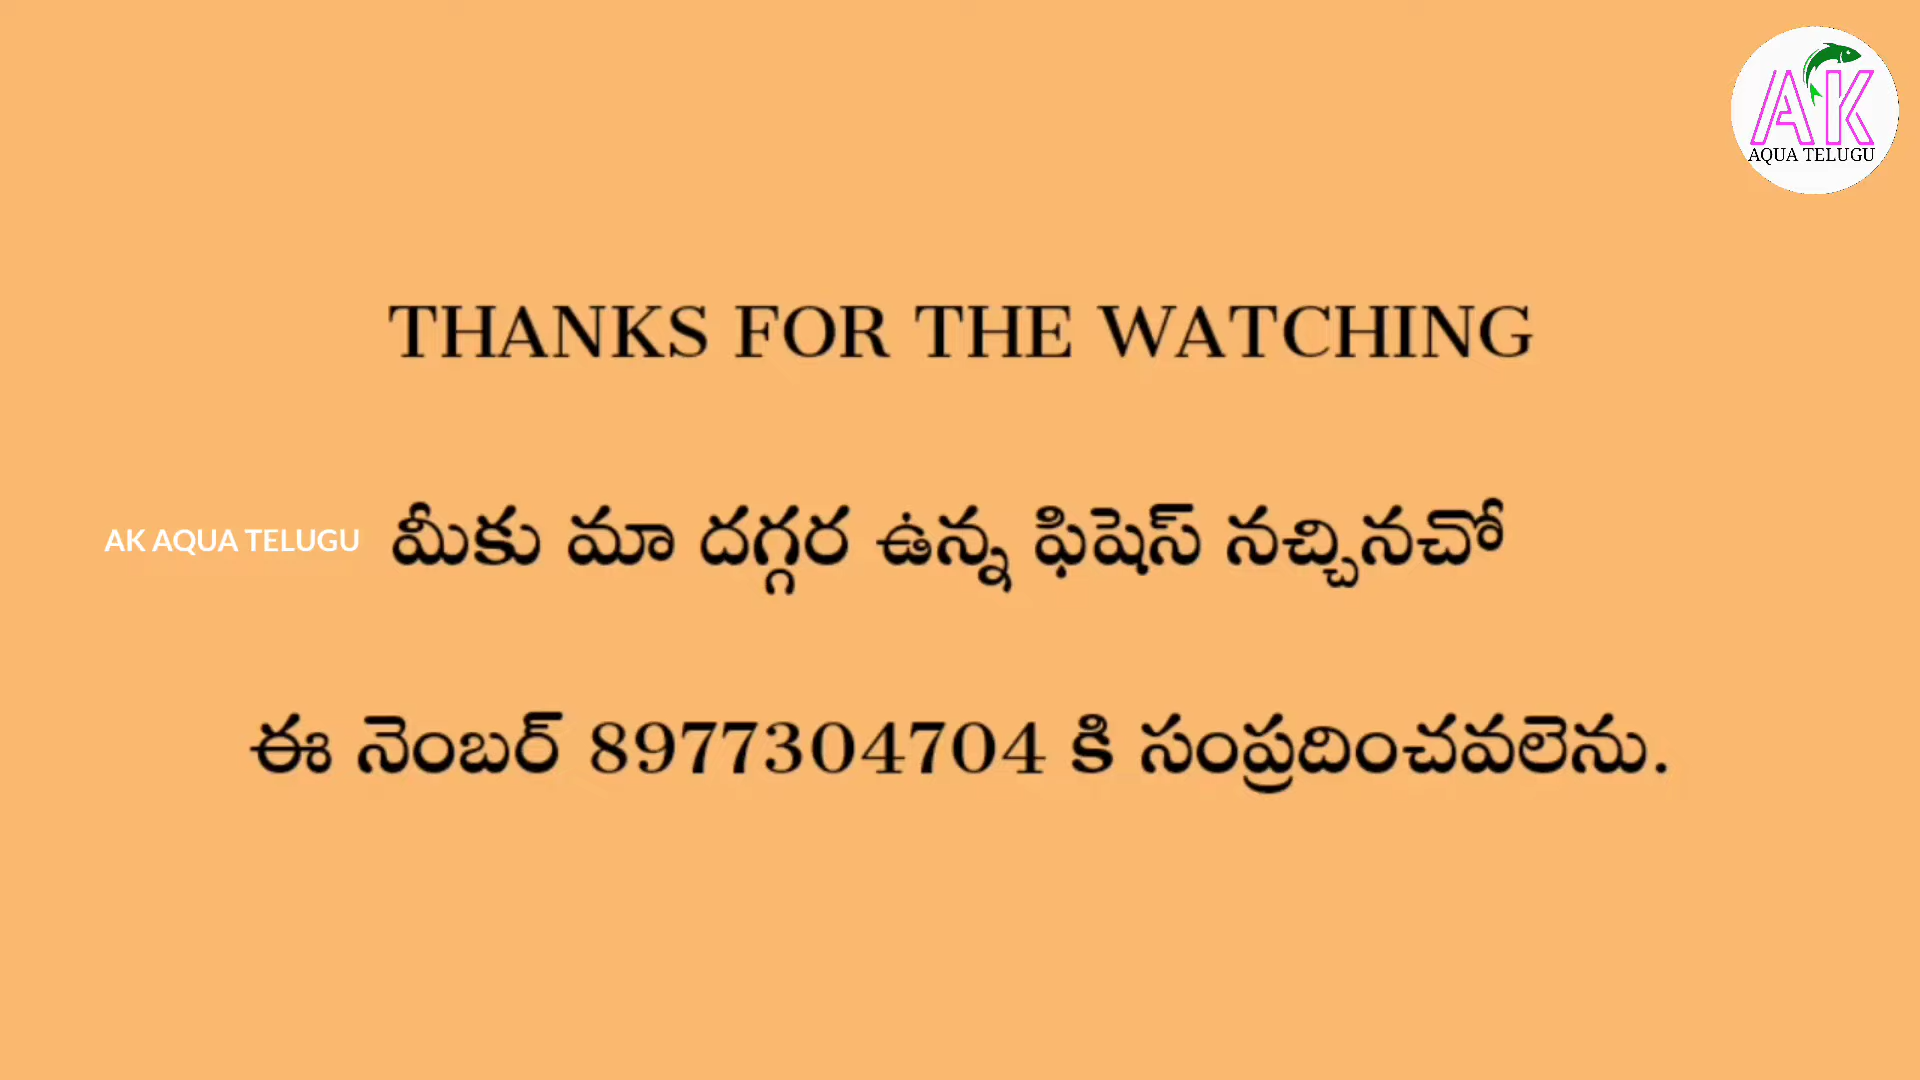 AK
AQUA TELUGU
THANKS FOR THE WATCHING
AK AQUA TELUGU
మీకు మా దగ్గర ఉన్న ఫిషెస్ నచ్చినచో
ఈ నెంబర్ 8977304704 కి సంప్రదించవలెను.